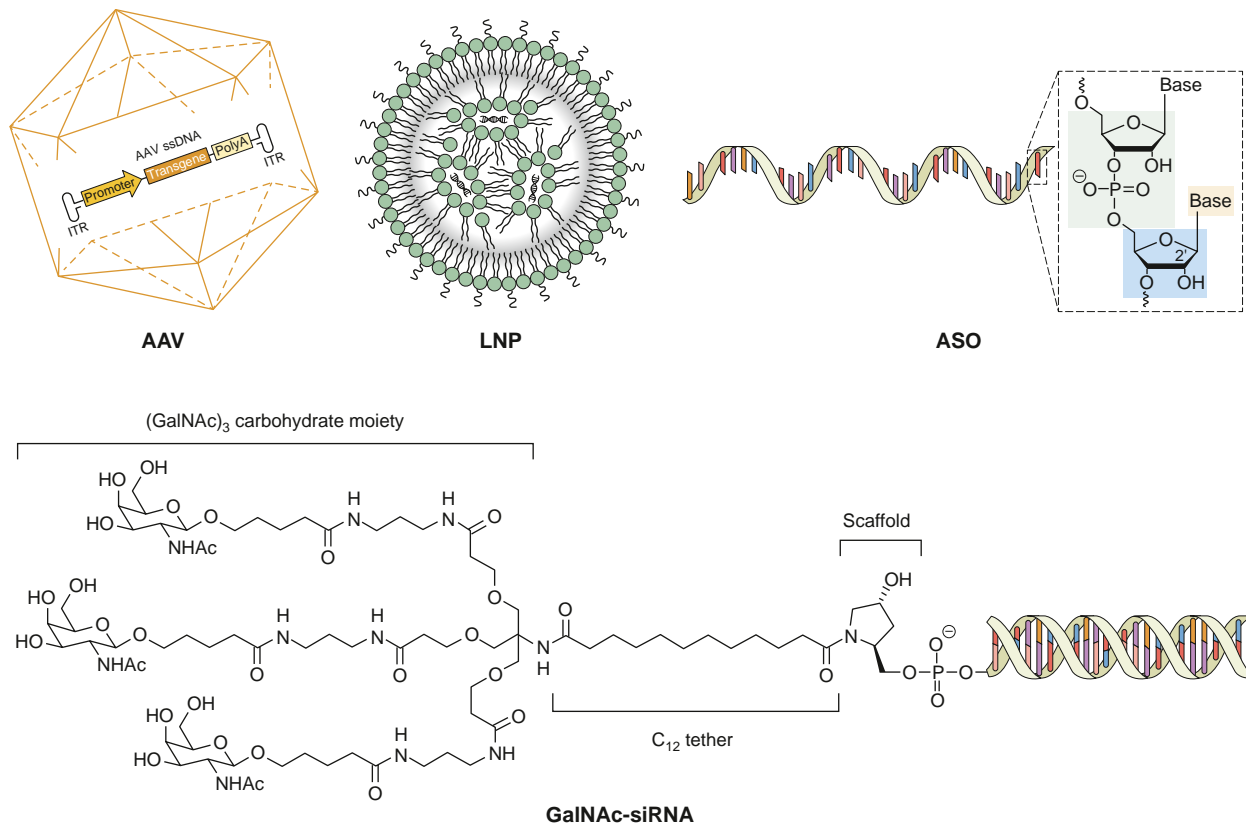 AAV ssDNA
ITR
Promoter
Transgene
PolyA
ITR
AAV
LNP
ASO
Base
O
O
OH
O
⊖
O P O
O
Base
O
2'
O OH
(GalNAc)3 carbohydrate moiety
HO OH
HO O O
NHAc
O
H
N
H
N
O
O
HO OH
HO O O
NHAc
O
H
N
H
N
O
O
N
H
O
HO OH
HO O O
NHAc
O
H
N
NH
O
O
O
C12 tether
Scaffold
OH
N
O
O P O
⊖
O
O
GalNAc-siRNA